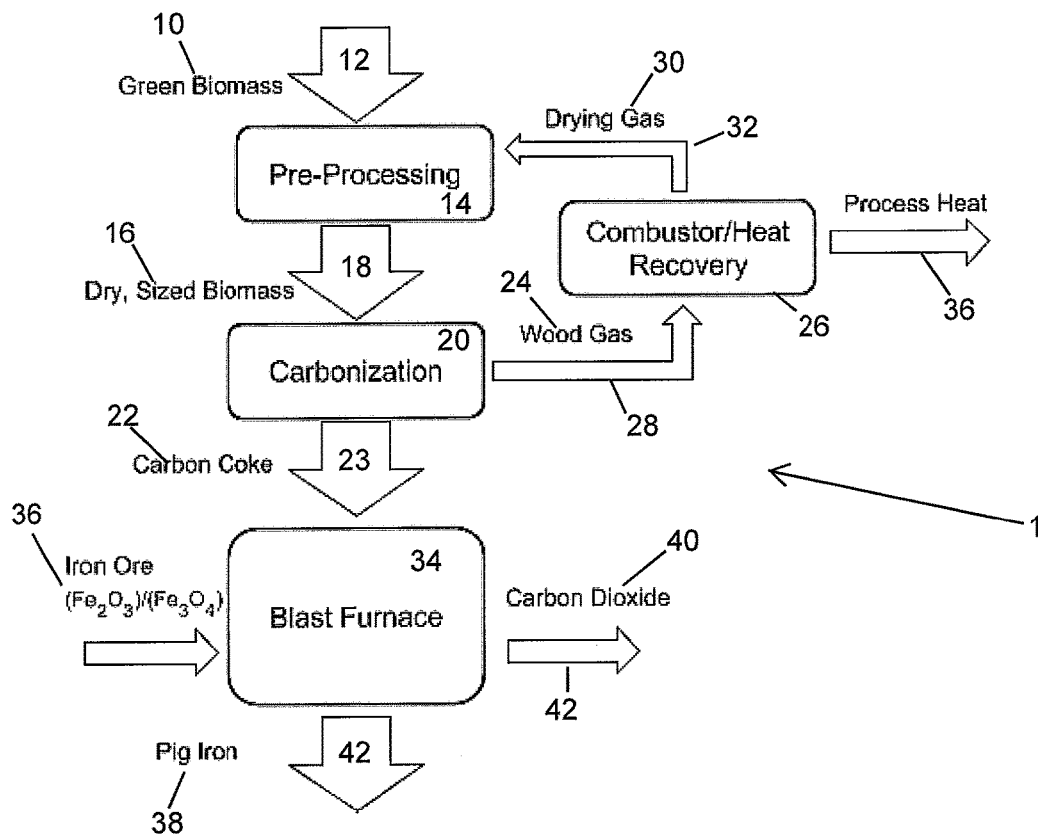 10
12
Green Biomass
30
Drying Gas
32
Pre-Processing
14
Process Heat
16
18
Combustor/Heat
Recovery
Dry, Sized Biomass
24
26
36
20
Wood Gas
Carbonization
28
22
23
Carbon Coke
1
36
34
40
Iron Ore
(Fe2O3)/(Fe3O4)
Carbon Dioxide
Blast Furnace
42
Pig Iron
42
38